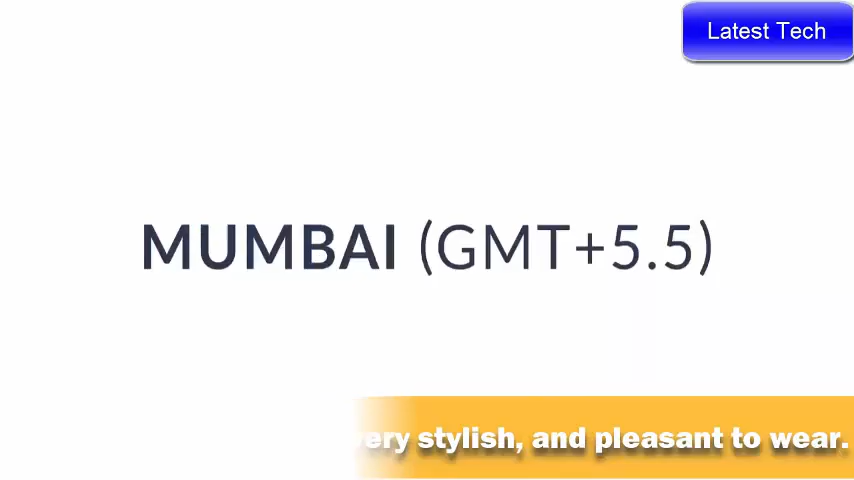 Latest Tech
MUMBAI (GMT+5.5)
very stylish, and pleasant to wear.